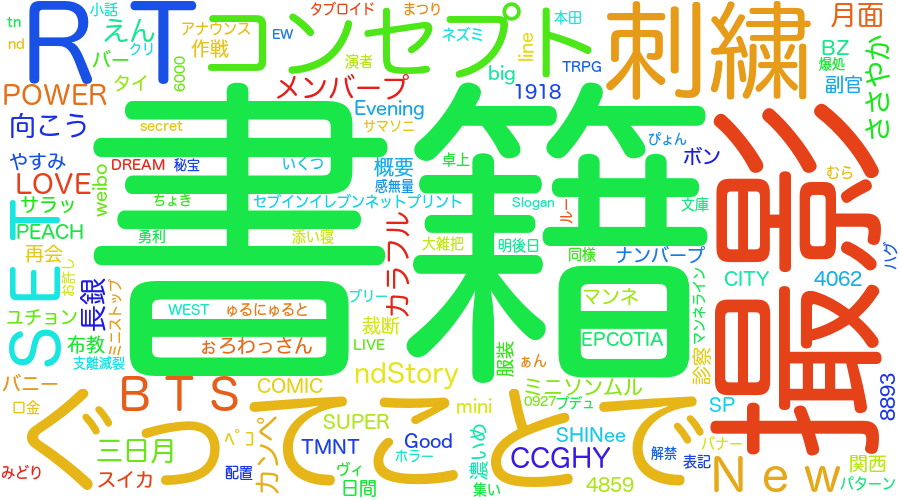 書籍
撮影
ぐってことで
RT
コンセプト
刺繍
SET
BTS
New
小話
tn
nd
えん
クリ
バー
タイ
6000
アナウンス
作戦
EW
タブロイド
まつり
演者
ネズミ
本田
line
big
TRPG
月面
BZ
爆処
副官
ささやか
POWER
メンバープ
Evening
1918
向こう
secret
サマソニ
ぴょん
ボン
やすみ
DREAM
秘宝
いくつ
概要
感無量
卓上
むら
LOVE
weibo
ちょき
セブンイレブンネットプリント
Slogan
ルー
文庫
サラッ
PEACH
勇利
添い寝
カラフル
大雑把
明後日
同様
ナンバープ
ハグ
再会
お許し
長銀
ミニストップ
WEST
ゅるにゅると
ブリー
マンネ
マンネライン
CITY
4062
ユチョン
布教
支離滅裂
ぉろわっさん
裁断
LIVE
服装
ぁん
EPCOTIA
診察
バニー
口金
COMIC
ndStory
ミニソンムル
0927
プデュ
SP
8893
三日月
ペコペ
カンペ
SUPER
mini
TMNT
Good
ホラー
濃いめ
集い
CCGHY
SHINee
4859
解禁
表記
バナー
関西
パターン
みどり
スイカ
配置
ヴィ
日間